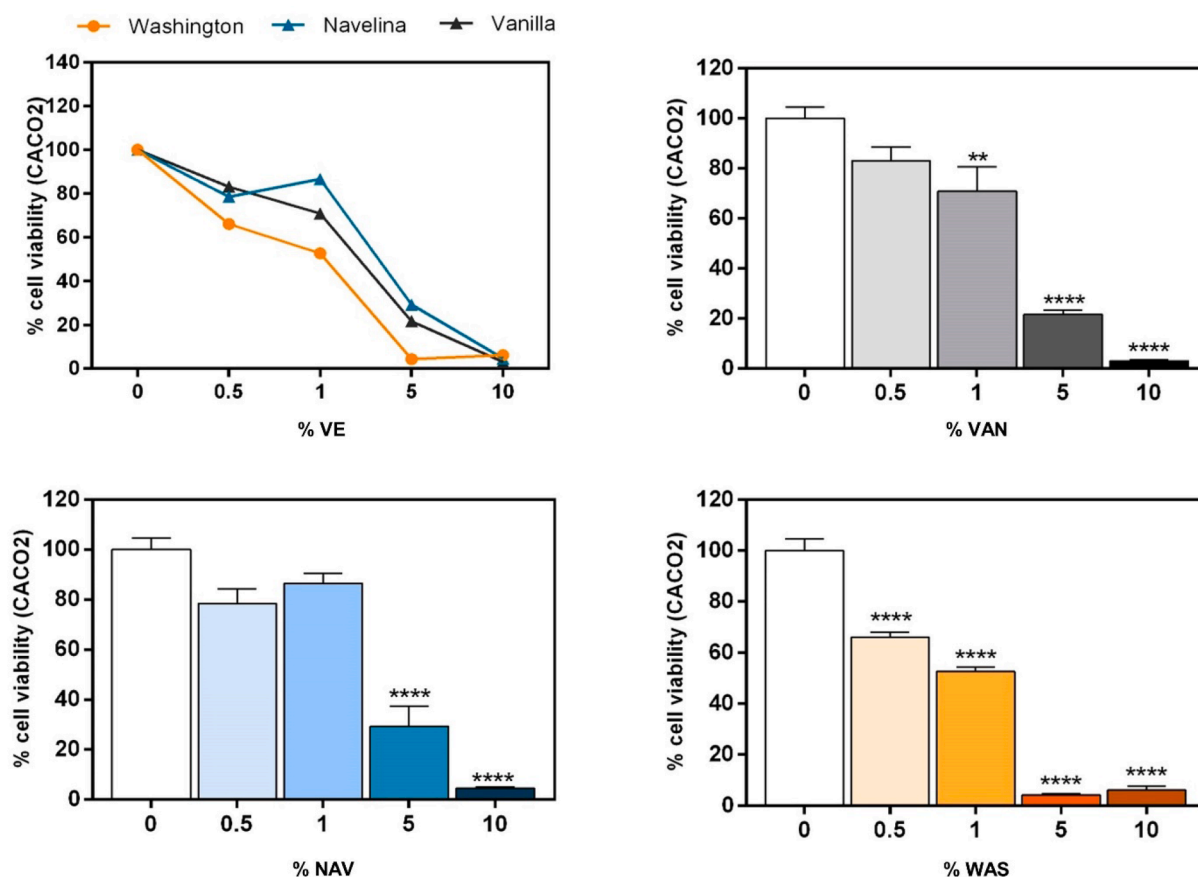 Washington Navelina Vanilla
140
120
100
80
60
40
20
0
% cell viability (CACO2)
0 0.5 1 5 10
% VE
120
100
80
60
40
20
0
% cell viability (CACO2)
**
****
****
0 0.5 1 5 10
% VAN
120
100
80
60
40
20
0
% cell viability (CACO2)
****
****
0 0.5 1 5 10
% NAV
120
100
80
60
40
20
0
% cell viability (CACO2)
****
****
****
****
0 0.5 1 5 10
% WAS